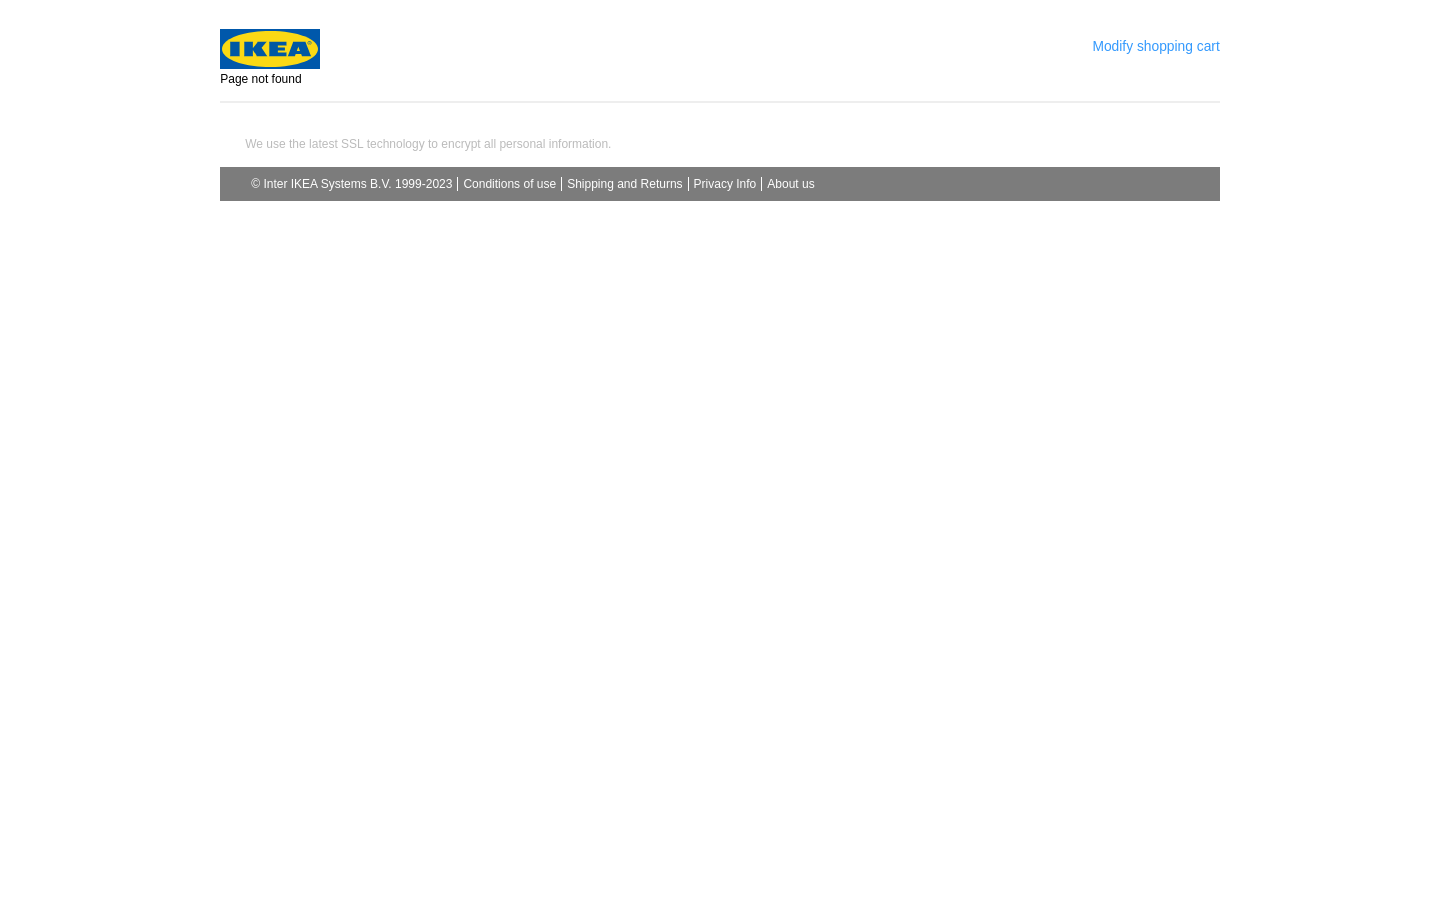 IKEA
Modify shopping cart
Page not found
We use the latest SSL technology to encrypt all personal information.
© Inter IKEA Systems B.V. 1999-2023 | Conditions of use | Shipping and Returns | Privacy Info | About us